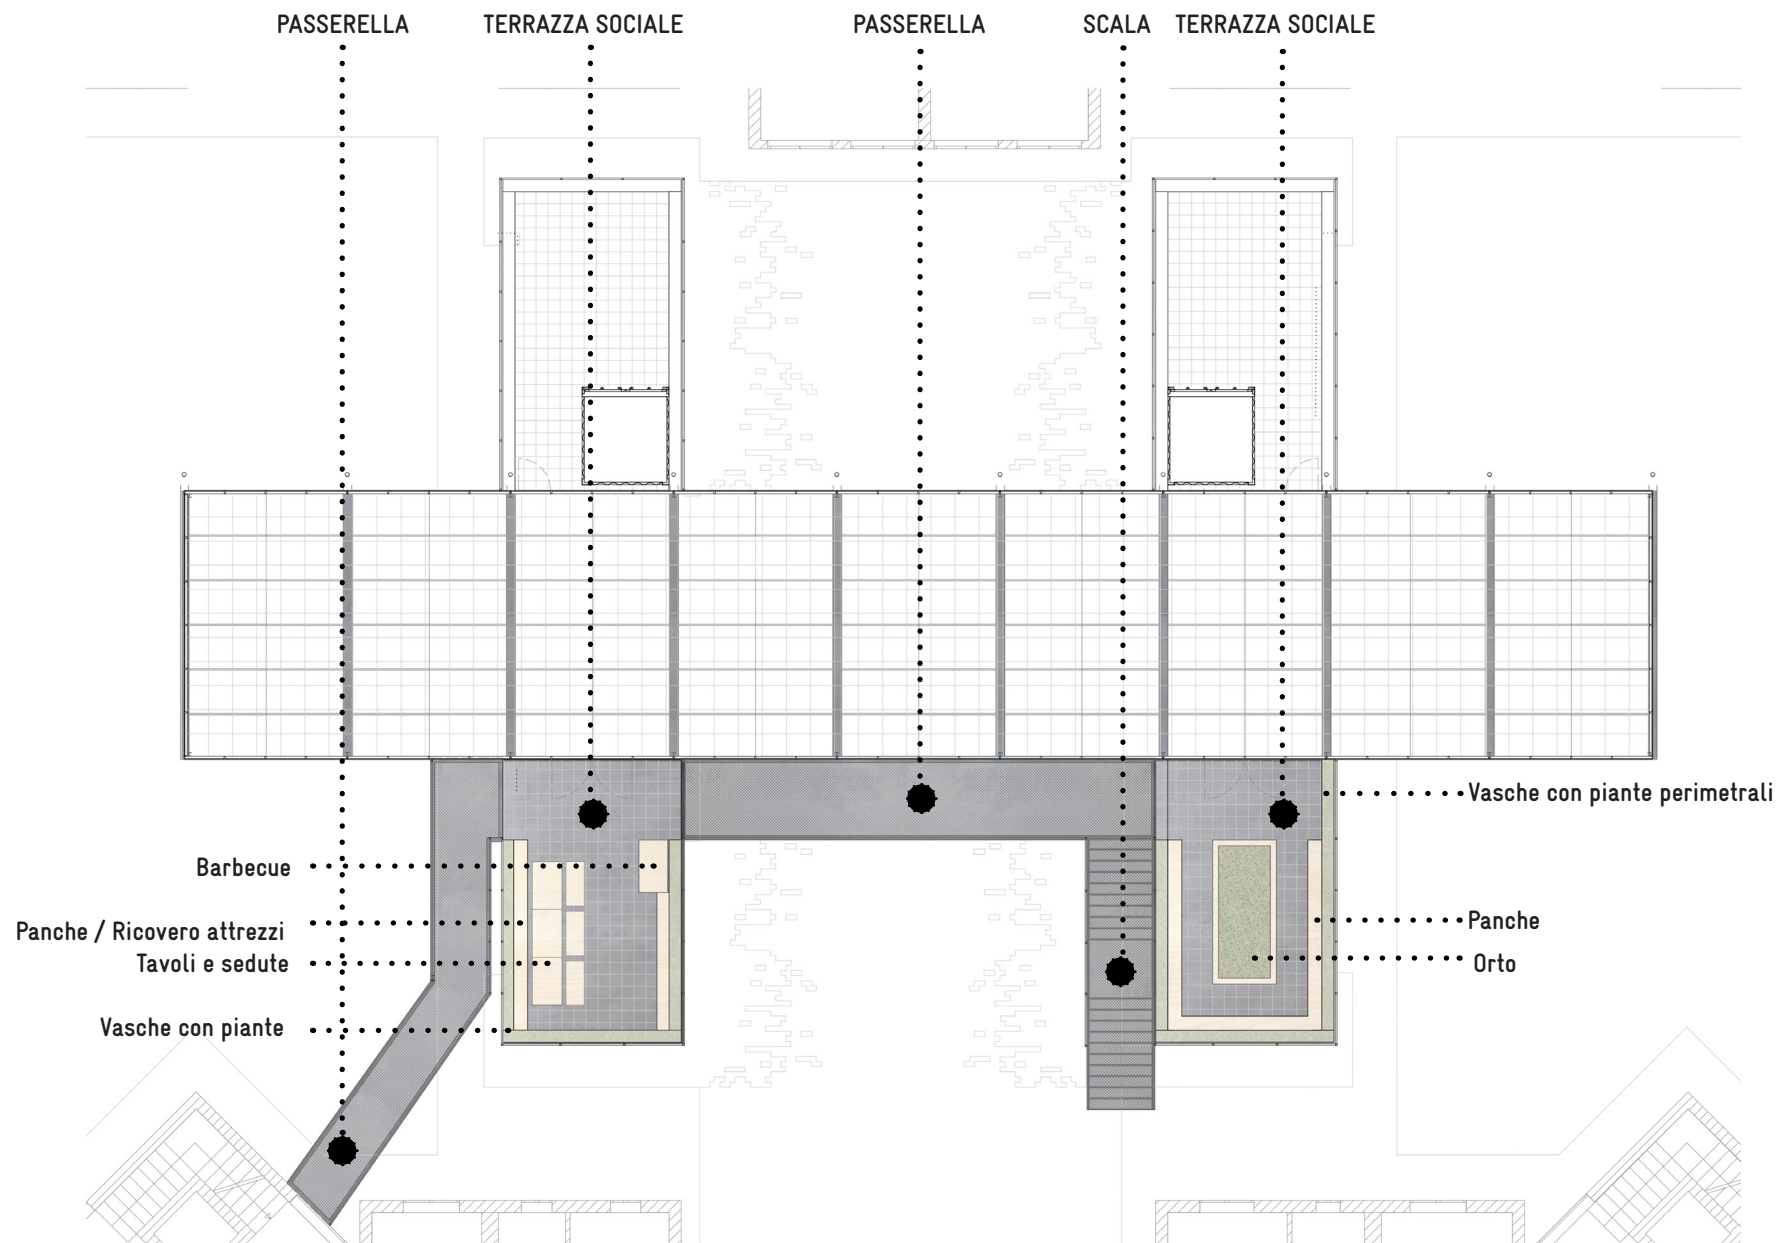 PASSERELLA
TERRAZZA SOCIALE
PASSERELLA
SCALA
TERRAZZA SOCIALE
Vasche con piante perimetrali
Barbecue
Panche / Ricovero attrezzi
Panche
Tavoli e sedute
Orto
Vasche con piante